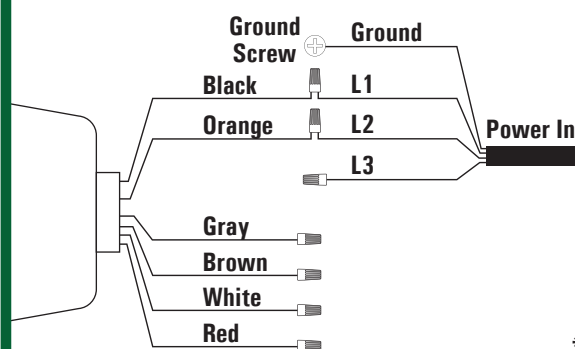 Ground Screw
Ground
Black
L1
Orange
L2
Power In
L3
Gray
Brown
White
Red